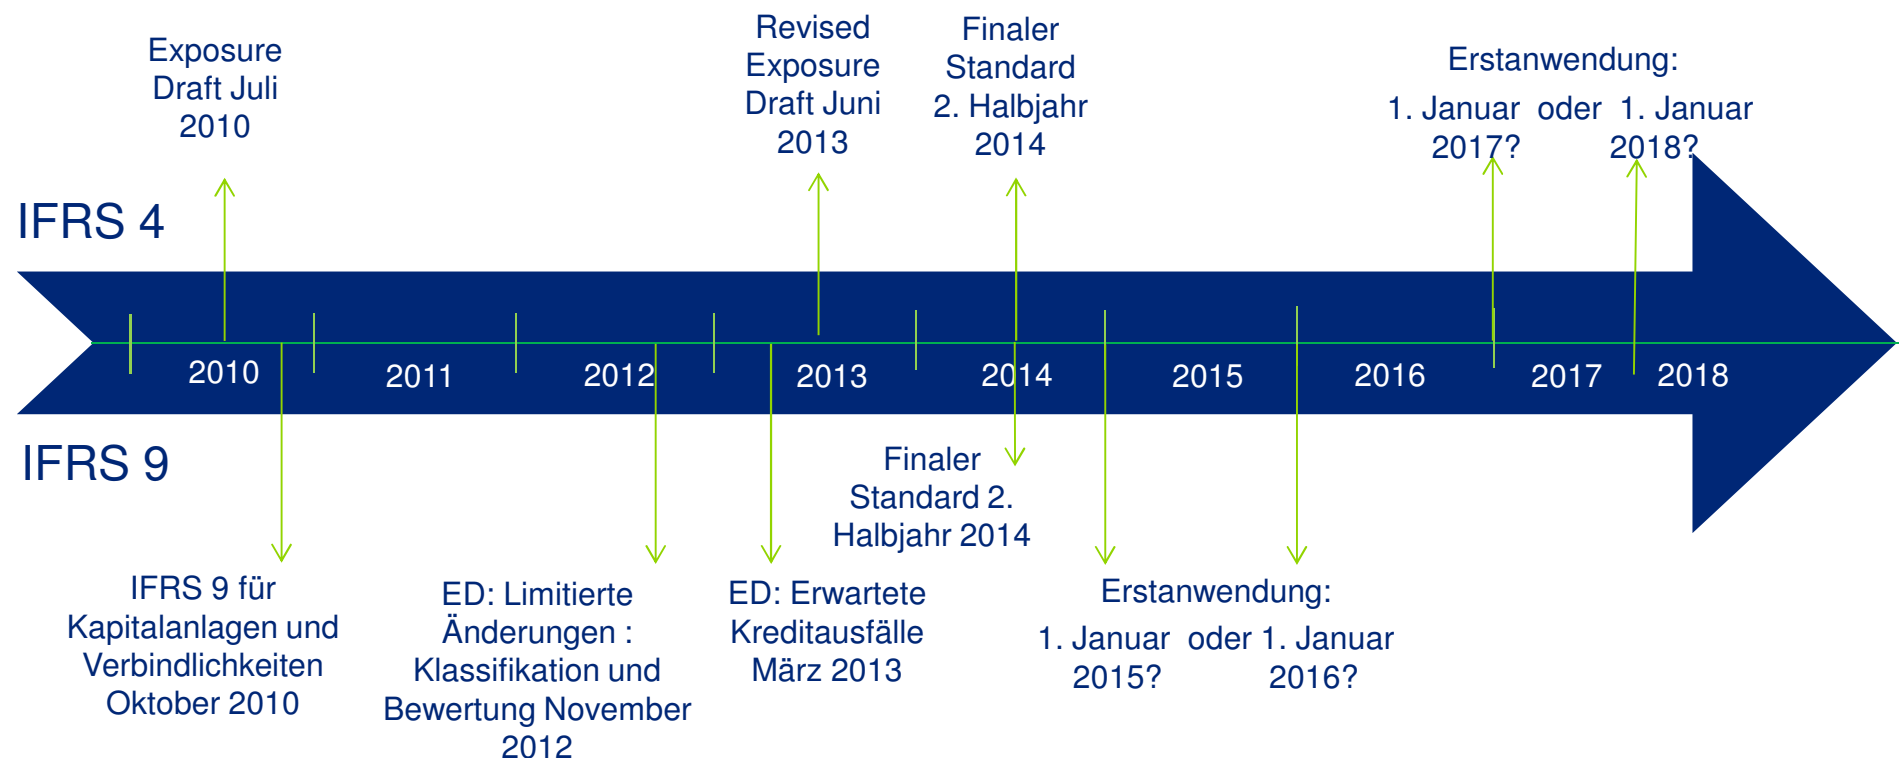 Exposure
Draft Juli
2010
Revised
Exposure
Draft Juni
2013
Finaler
Standard
2. Halbjahr
2014
Erstanwendung:
1. Januar oder 1. Januar
2017? 2018?
IFRS 4
2010 2011 2012 2013 2014 2015 2016 2017 2018
IFRS 9
Finaler
Standard 2.
Halbjahr 2014
IFRS 9 für
Kapitalanlagen und
Verbindlichkeiten
Oktober 2010
ED: Limitierte
Änderungen :
Klassifikation und
Bewertung November
2012
ED: Erwartete
Kreditausfälle
März 2013
Erstanwendung:
1. Januar oder 1. Januar
2015? 2016?